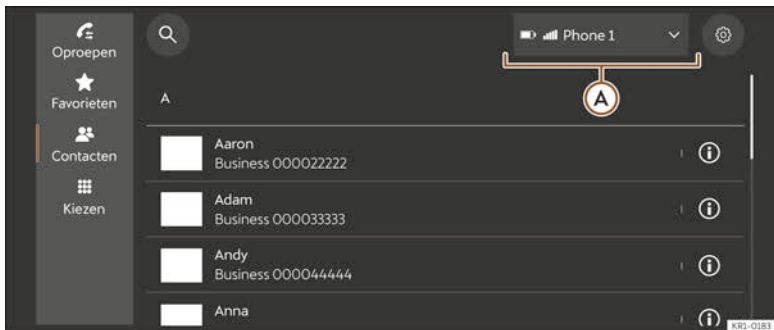 Oproepen
Favorieten
Contacten
Kiezen
Phone 1
A
A
Aaron
Business 000022222
Adam
Business 000033333
Andy
Business 000044444
Anna
KR1-0183